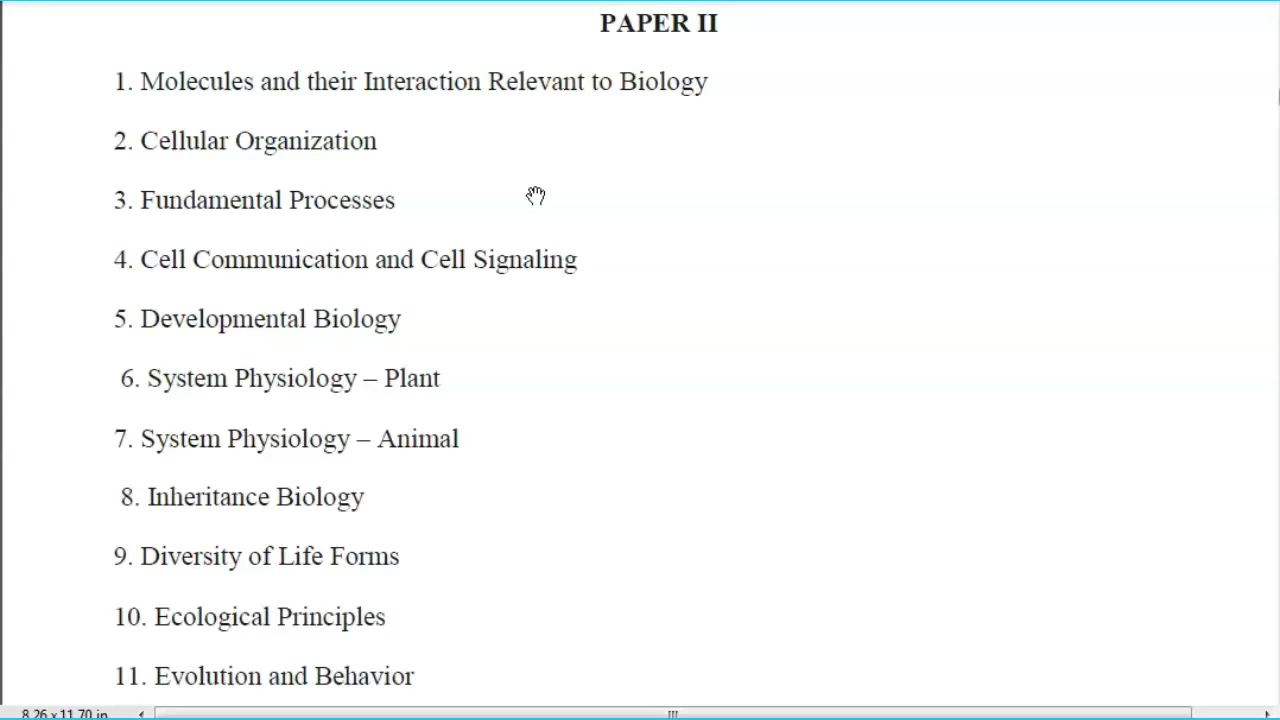 PAPER II
1. Molecules and their Interaction Relevant to Biology
2. Cellular Organization
3. Fundamental Processes
4. Cell Communication and Cell Signaling
5. Developmental Biology
6. System Physiology – Plant
7. System Physiology – Animal
8. Inheritance Biology
9. Diversity of Life Forms
10. Ecological Principles
11. Evolution and Behavior
8.26 x 11.70 in